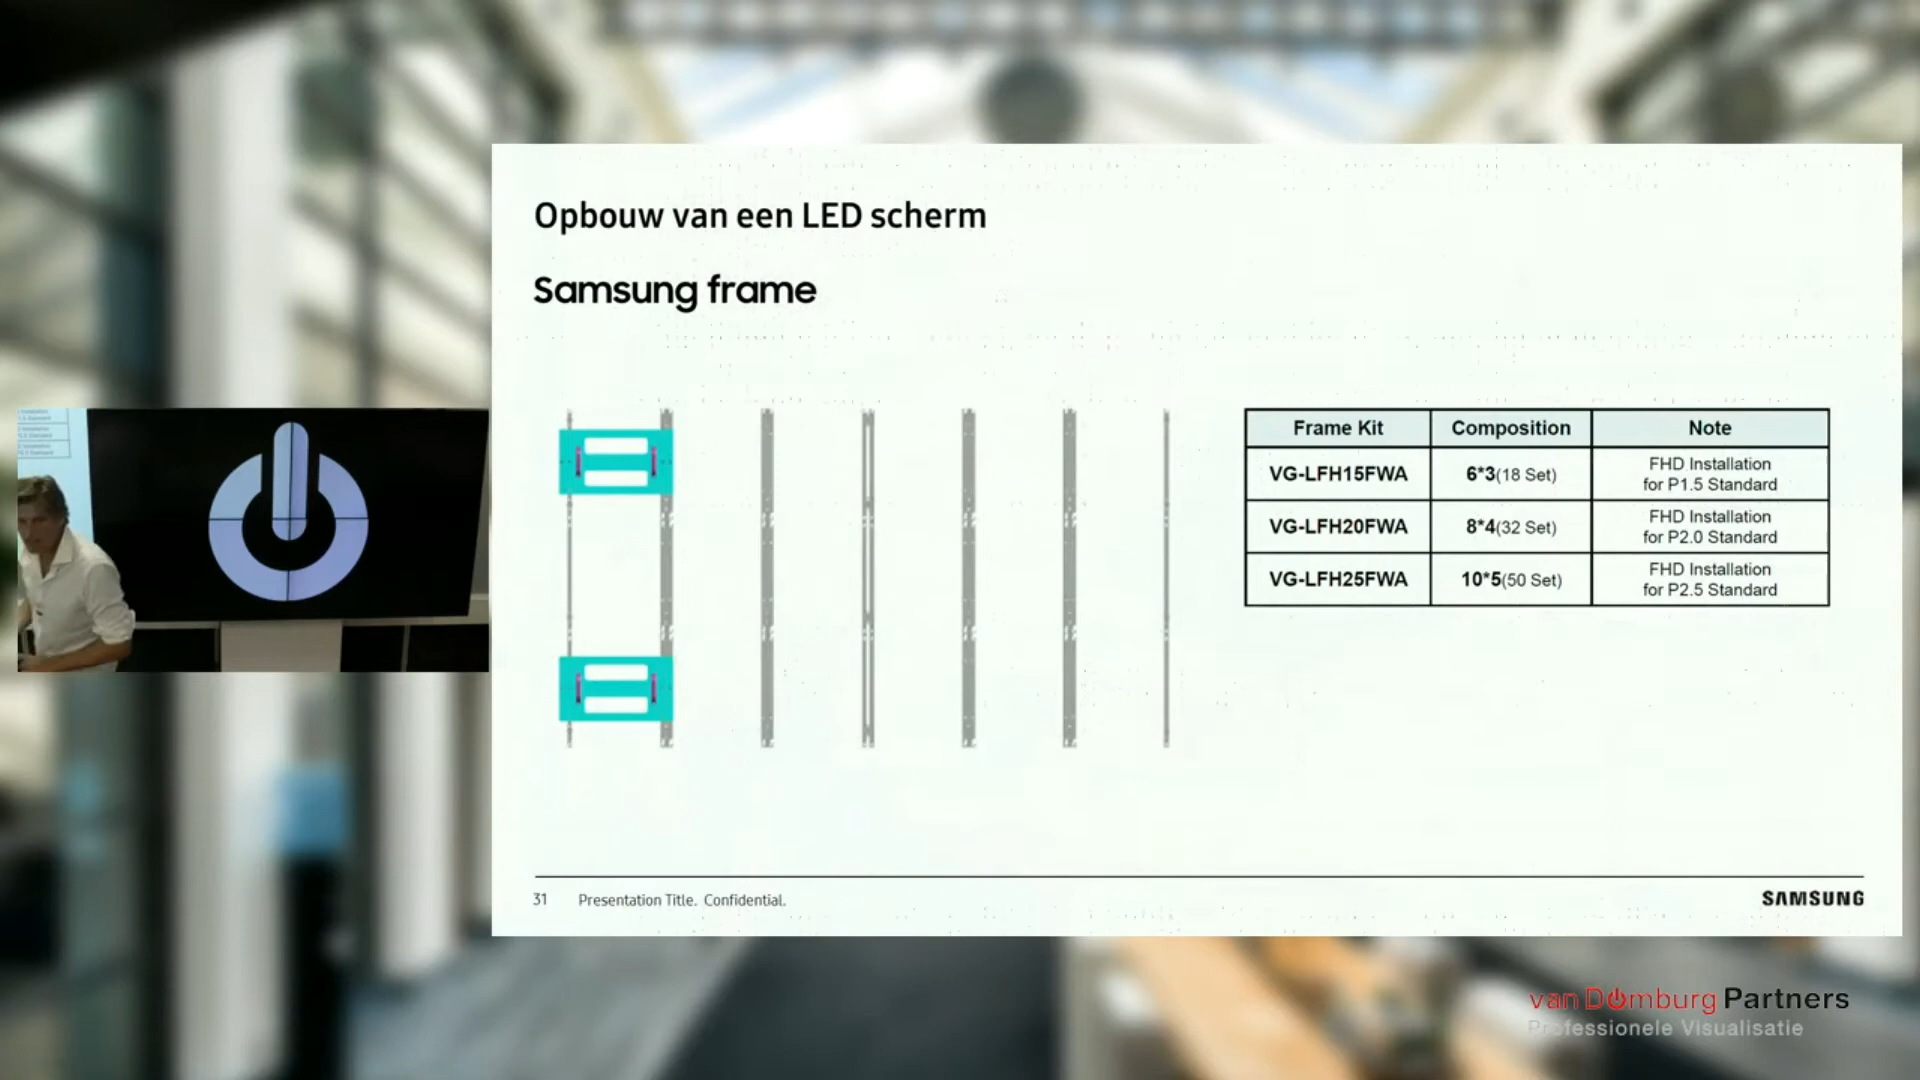 Opbouw van een LED scherm
Samsung frame
Frame Kit Composition Note
VG-LFH15FWA 6*3(18 Set) FHD Installation
for P1.5 Standard
VG-LFH20FWA 8*4(32 Set) FHD Installation
for P2.0 Standard
VG-LFH25FWA 10*5(50 Set) FHD Installation
for P2.5 Standard
31 Presentation Title. Confidential.
SAMSUNG
van Domburg Partners
Professionele Visualisatie